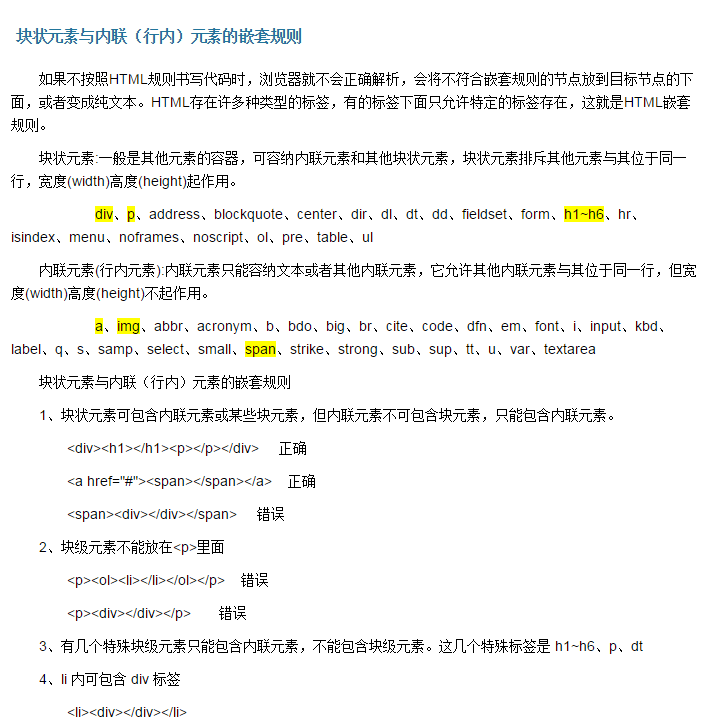 块状元素与内联（行内）元素的嵌套规则
如果不按照HTML规则书写代码时，浏览器就不会正确解析，会将不符合嵌套规则的节点放到目标节点的下
面，或者变成纯文本。HTML存在许多种类型的标签，有的标签下面只允许特定的标签存在，这就是HTML嵌套
规则。
块状元素:一般是其他元素的容器，可容纳内联元素和其他块状元素，块状元素排斥其他元素与其位于同一
行，宽度(width)高度(height)起作用。
div、p、address、blockquote、center、dir、dl、dt、dd、fieldset、form、h1~h6、hr、
isindex、menu、noframes、noscript、ol、pre、table、ul
内联元素(行内元素):内联元素只能容纳文本或者其他内联元素，它允许其他内联元素与其位于同一行，但宽
度(width)高度(height)不起作用。
a、img、abbr、acronym、b、bdo、big、br、cite、code、dfn、em、font、i、input、kbd、
label、q、s、samp、select、small、span、strike、strong、sub、sup、tt、u、var、textarea
块状元素与内联（行内）元素的嵌套规则
1、块状元素可包含内联元素或某些块元素，但内联元素不可包含块元素，只能包含内联元素。
<div><h1></h1><p></p></div> 正确
<a href="#"><span></span></a> 正确
<span><div></div></span> 错误
2、块级元素不能放在<p>里面
<p><ol><li></li></ol></p> 错误
<p><div></div></p> 错误
3、有几个特殊块级元素只能包含内联元素，不能包含块级元素。这几个特殊标签是 h1~h6、p、dt
4、li 内可包含 div 标签
<li><div></div></li>